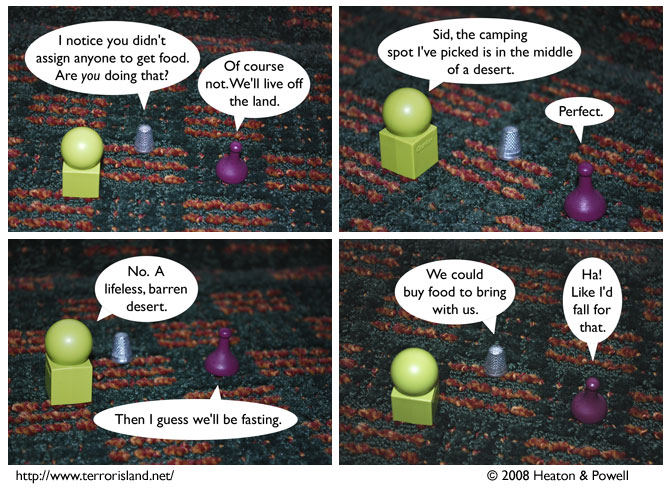 I notice you didn't
assign anyone to get food.
Are you doing that?
Of course
not. We'll live off
the land.
Sid, the camping
spot I've picked is in the middle
of a desert.
Perfect.
No. A
lifeless, barren
desert.
Then I guess we'll be fasting.
We could
buy food to bring
with us.
Ha!
Like I'd
fall for
that.
http://www.terrorisland.net/
© 2008 Heaton & Powell